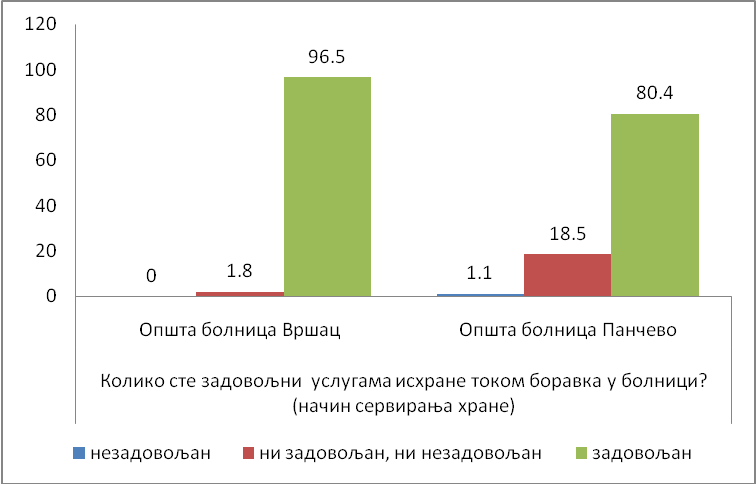 120
100
80
60
40
20
0
0
1.8
96.5
1.1
18.5
80.4
Општа болница Вршац
Општа болница Панчево
Колико сте задовољни услугама исхране током боравка у болници?
(начин сервирања хране)
незадовољан
ни задовољан, ни незадовољан
задовољан